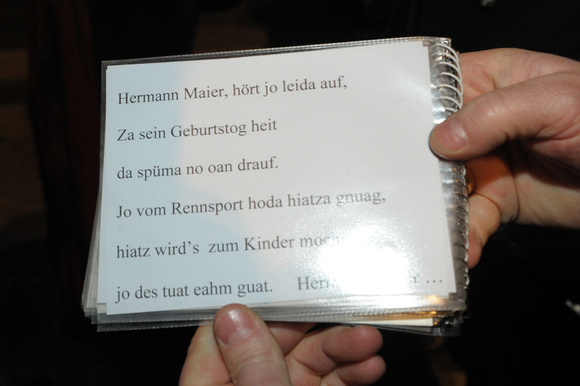 Hermann Maier, hört jo leida auf,
Za sein Geburtstog heit
da spüma no oan drauf.
Jo vom Rennsport hoda hiatza gnuag,
hiatz wird's zum Kinder
jo des tuat eahm guat. …